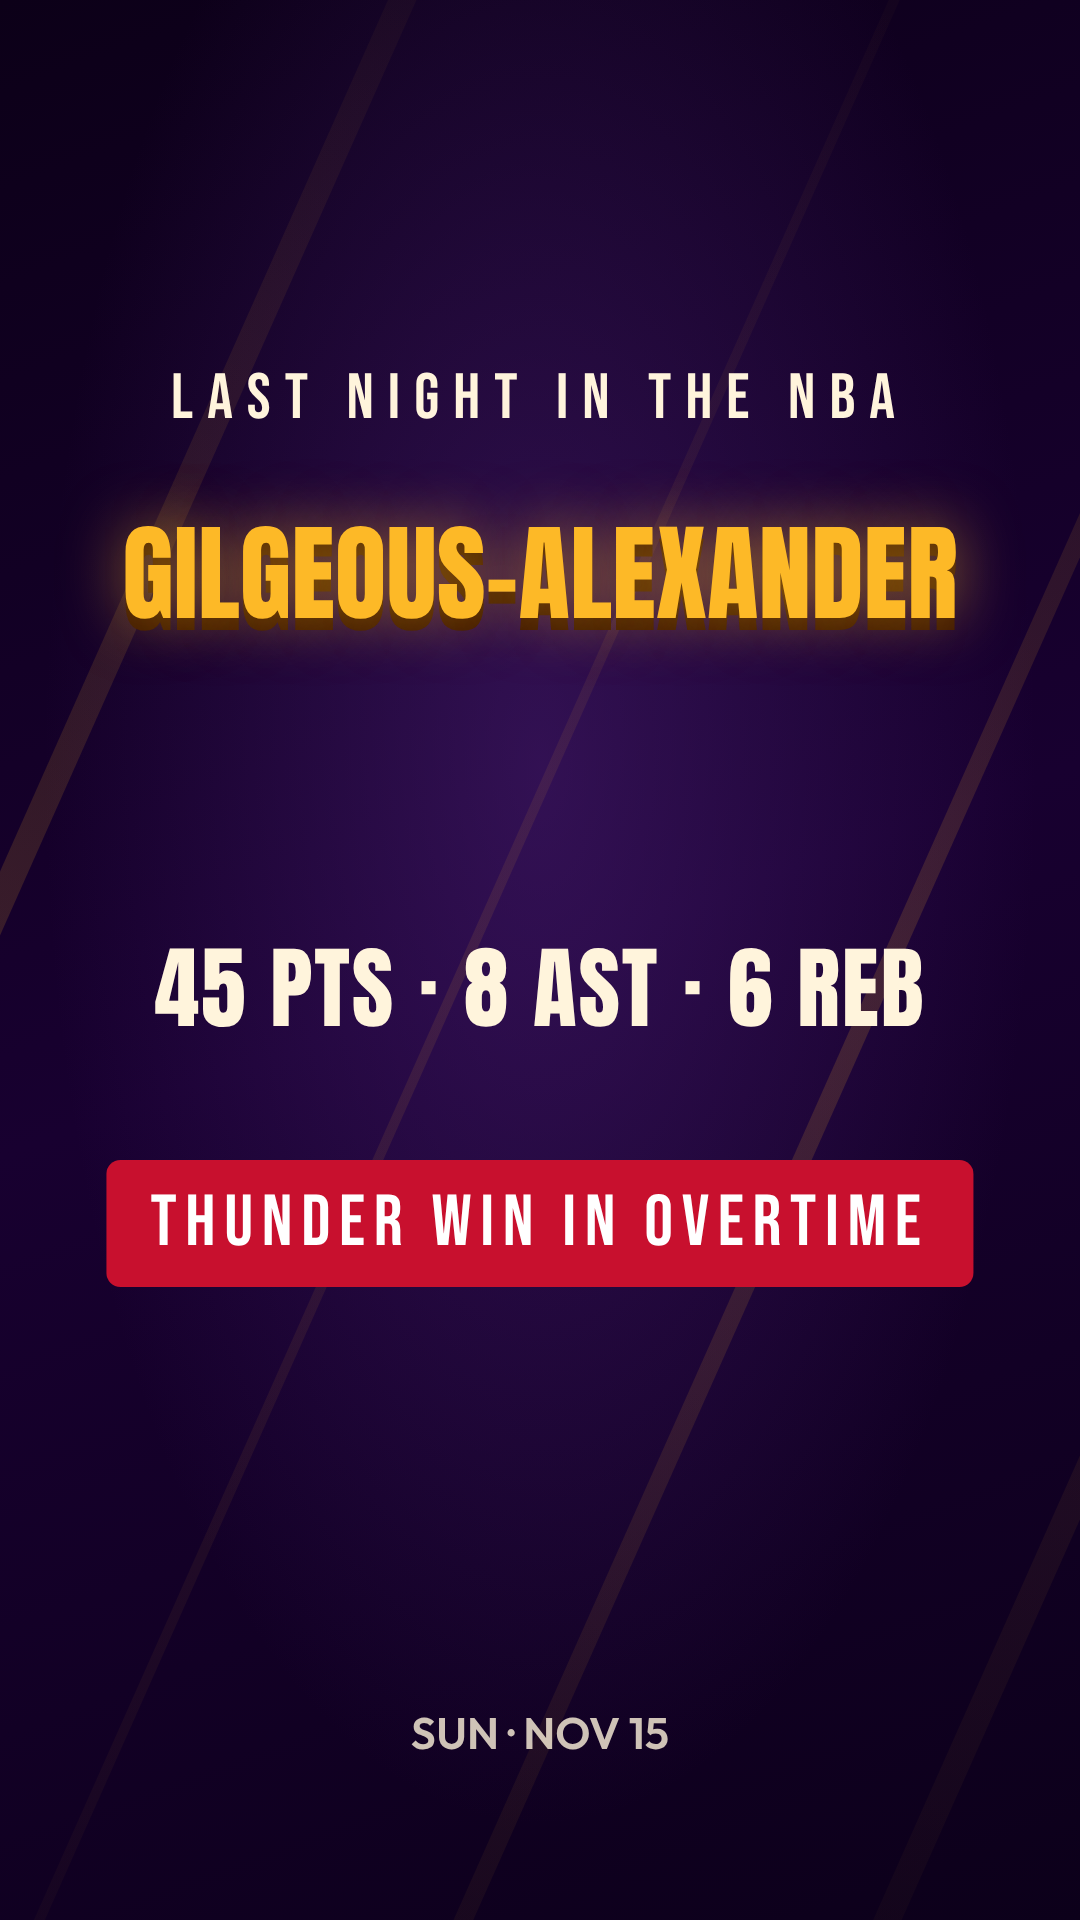 LAST NIGHT IN THE NBA
GILGEOUS-ALEXANDER
45 PTS · 8 AST · 6 REB
THUNDER WIN IN OVERTIME
SUN · NOV 15